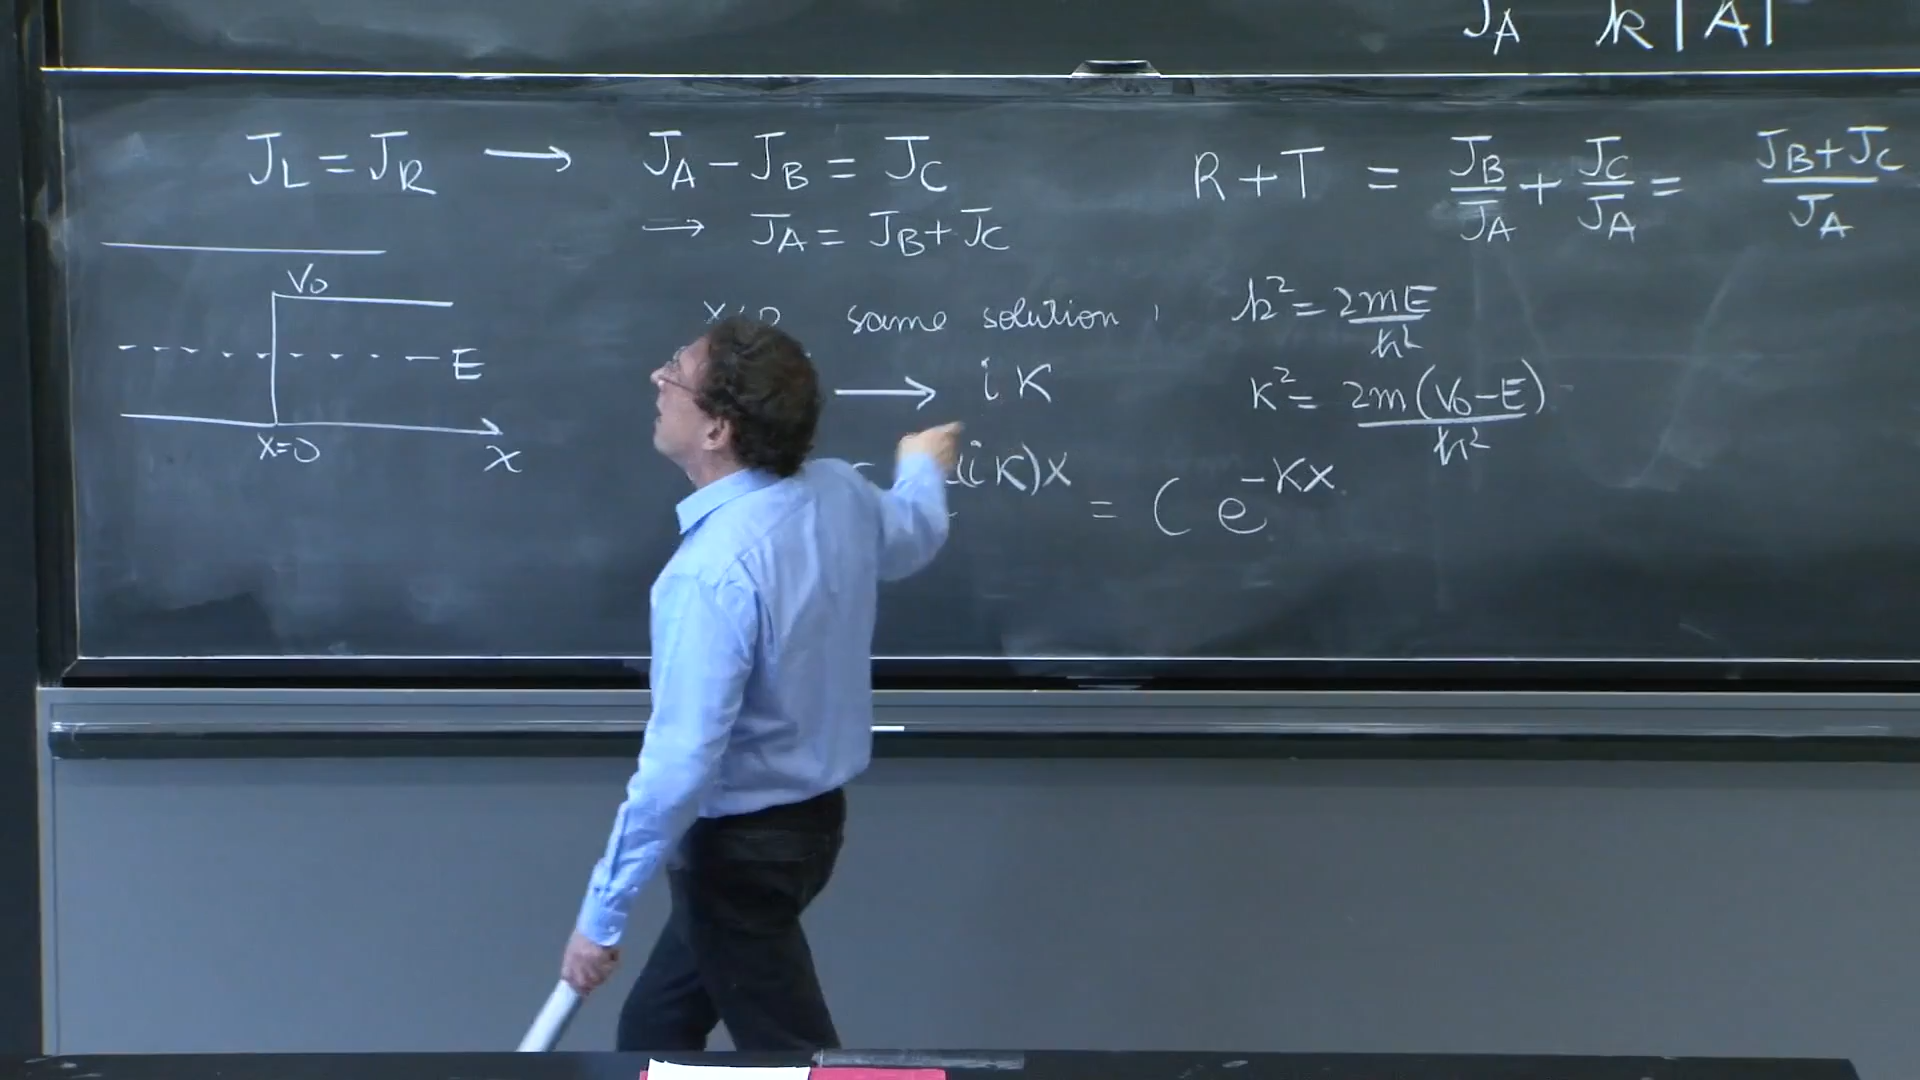 J_A k|A|
J_L = J_R → J_A - J_B = J_C
→ J_A = J_B + J_C
R + T = J_B/J_A + J_C/J_A = (J_B + J_C)/J_A
V₀
E
x=0
x
same solution
k² = 2mE/ħ²
→ iκ
κ² = 2m(V₀-E)/ħ²
(iκ)x = C e^{-κx}